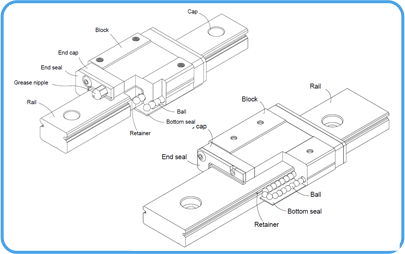 Cap
Block
End cap
End seal
Grease nipple
Rail
Ball
Bottom seal
Retainer
Rail
Block
cap
End seal
Ball
Retainer
Bottom seal